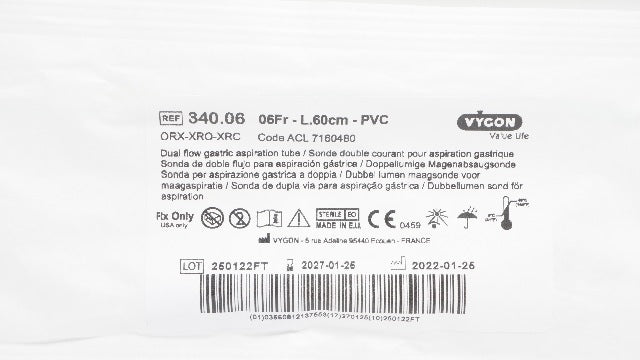 REF 340.06 06Fr - L.60cm - PVC
VYGON
Value Life
ORX-XRO-XRC Code ACL 7160480
Dual flow gastric aspiration tube / Sonde double courant pour aspiration gastrique
Sonda de doble flujo para aspiración gástrica / Doppellumige Magenabsaugsonde
Sonda per aspirazione gastrica a doppia / Dubbel lumen maagsonde voor
maagaspiratie / Sonda de dupla via para aspiração gástrica / Dubbellumen sond för
aspiration
Rx Only
USA only
STERILE EO
MADE IN E.U.
CE 0459
VYGON - 5 rue Adeline 95440 Ecouen - FRANCE
LOT 250122FT 2027-01-25 2022-01-25